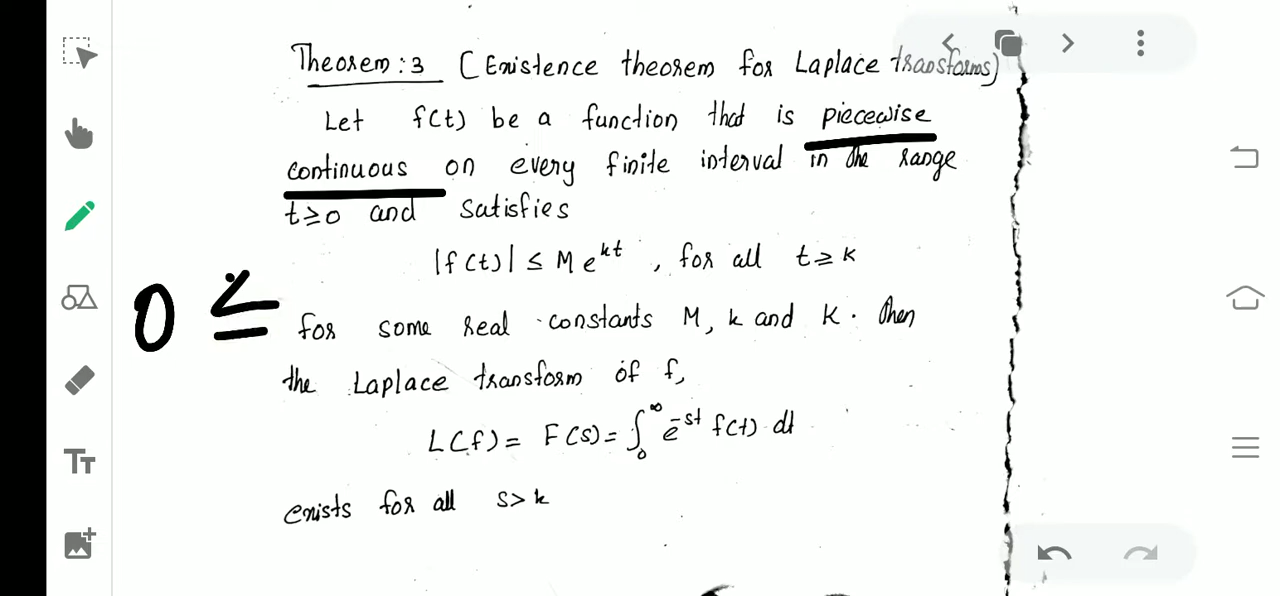 Theorem : 3 (Existence theorem for Laplace transforms)
Let f(t) be a function that is piecewise
continuous on every finite interval in the range
t ≥ 0 and satisfies
|f(t)| ≤ M e^{kt} , for all t ≥ K
0 ≤
for some real constants M, k and K. Then
the Laplace transform of f,
L(f) = F(s) = ∫_0^∞ e^{-st} f(t) dt
exists for all s > k
TT